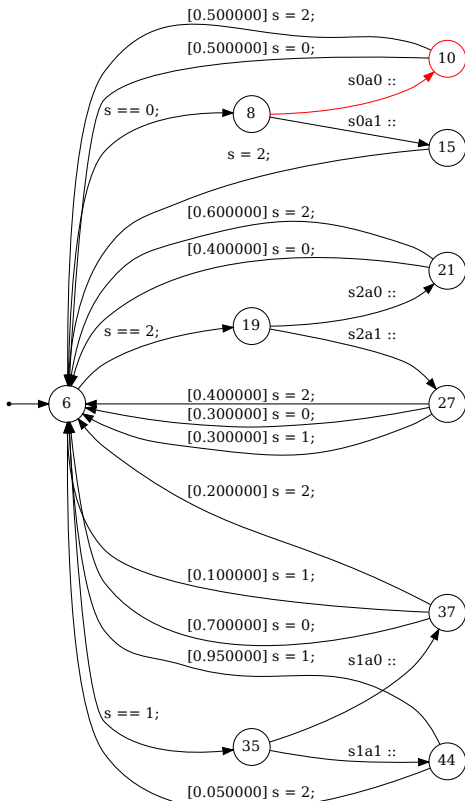 [0.500000] s = 2;
[0.500000] s = 0;
10
s0a0 ::
s == 0;
8
s0a1 ::
15
s = 2;
[0.600000] s = 2;
[0.400000] s = 0;
21
s2a0 ::
s == 2;
19
s2a1 ::
6
[0.400000] s = 2;
27
[0.300000] s = 0;
[0.300000] s = 1;
[0.200000] s = 2;
[0.100000] s = 1;
37
[0.700000] s = 0;
[0.950000] s = 1;
s1a0 ::
s == 1;
35
s1a1 ::
44
[0.050000] s = 2;